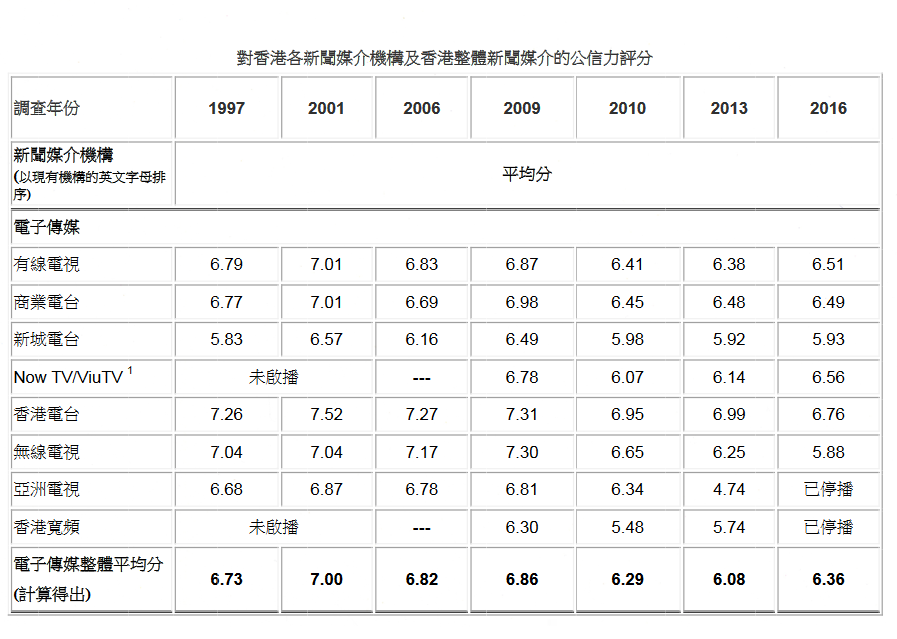 對香港各新聞媒介機構及香港整體新聞媒介的公信力評分
調查年份 1997 2001 2006 2009 2010 2013 2016
新聞媒介機構
(以現有機構的英文字母排
序)
平均分
電子傳媒
有線電視 6.79 7.01 6.83 6.87 6.41 6.38 6.51
商業電台 6.77 7.01 6.69 6.98 6.45 6.48 6.49
新城電台 5.83 6.57 6.16 6.49 5.98 5.92 5.93
Now TV/ViuTV 1 未啟播 --- 6.78 6.07 6.14 6.56
香港電台 7.26 7.52 7.27 7.31 6.95 6.99 6.76
無線電視 7.04 7.04 7.17 7.30 6.65 6.25 5.88
亞洲電視 6.68 6.87 6.78 6.81 6.34 4.74 已停播
香港寬頻 未啟播 --- 6.30 5.48 5.74 已停播
電子傳媒整體平均分
(計算得出) 6.73 7.00 6.82 6.86 6.29 6.08 6.36